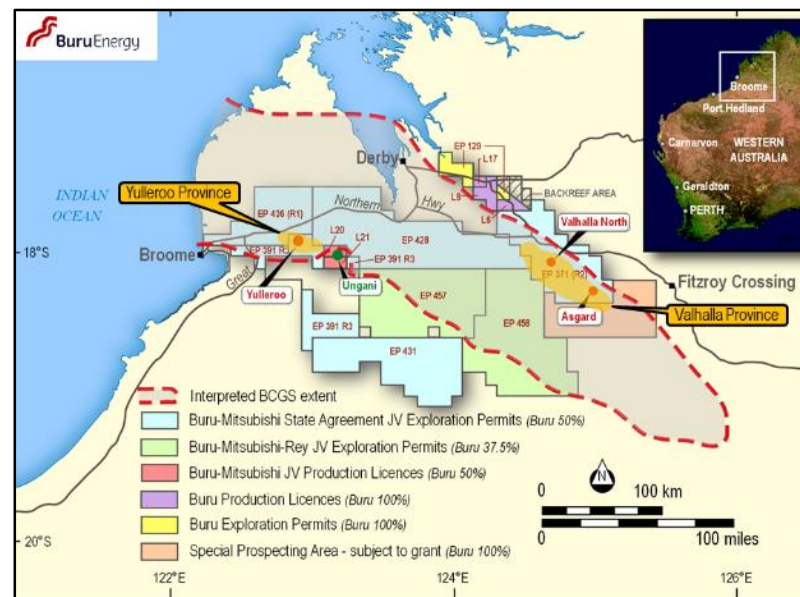 BuruEnergy
Broome
Port Hedland
Carnarvon
WESTERN
AUSTRALIA
Geraldton
PERTH
EP 129
L17
Derby
L8
L6
BACKREEF AREA
INDIAN
OCEAN
Yulleroo Province
EP 436 (R1)
Northern
Hwy
Valhalla North
18°S
L20
L21
EP 428
Broome
EP 391 R3
EP 391 R3
EP 371 (R2)
Fitzroy Crossing
Great
Yulleroo
Ungani
EP 457
Asgard
Valhalla Province
EP 391 R3
EP 458
EP 431
Interpreted BCGS extent
Buru-Mitsubishi State Agreement JV Exploration Permits (Buru 50%)
Buru-Mitsubishi-Rey JV Exploration Permits (Buru 37.5%)
Buru-Mitsubishi JV Production Licences (Buru 50%)
Buru Production Licences (Buru 100%)
Buru Exploration Permits (Buru 100%)
Special Prospecting Area - subject to grant (Buru 100%)
N
0 100 km
0 100 miles
20°S
122°E
124°E
126°E